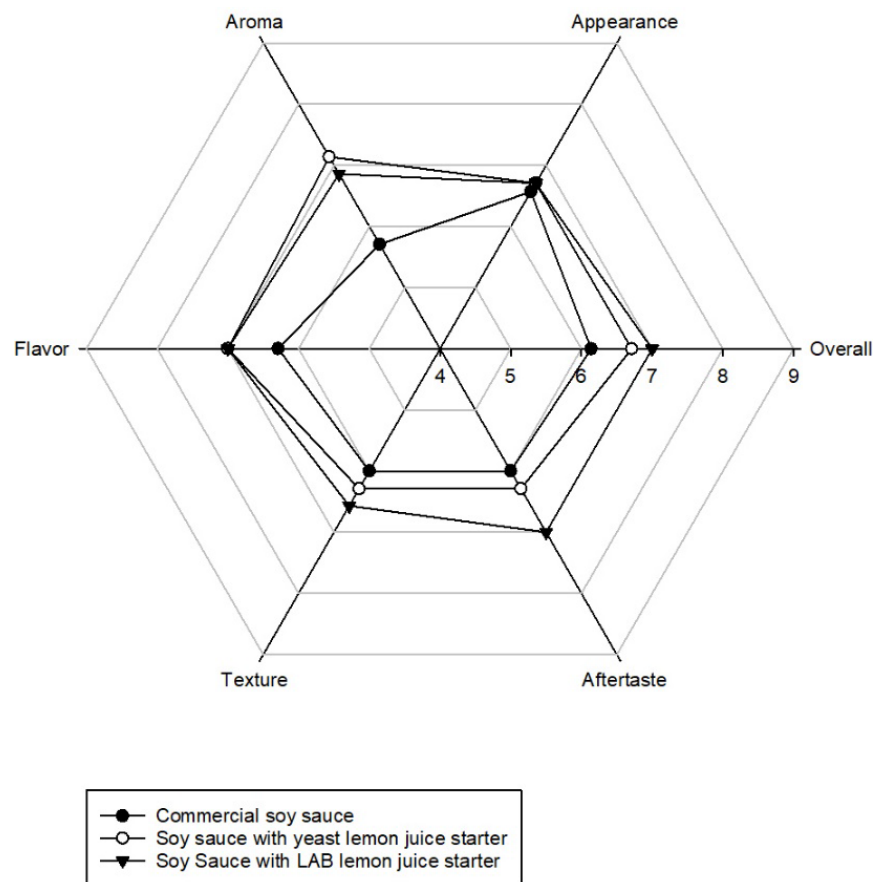 Aroma
Appearance
Flavor
Overall
4 5 6 7 8 9
Texture
Aftertaste
Commercial soy sauce
Soy sauce with yeast lemon juice starter
Soy Sauce with LAB lemon juice starter